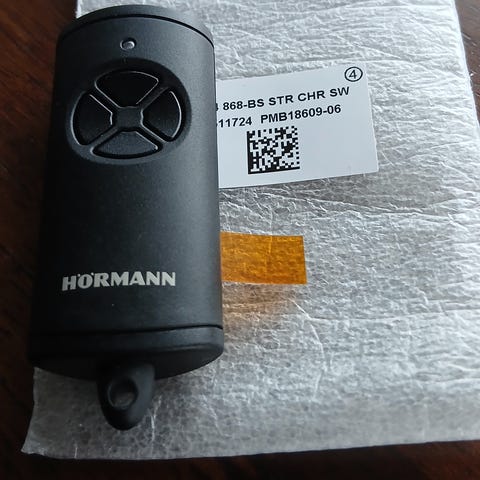 ④
868-BS STR CHR SW
11724 PMB18609-06
HÖRMANN